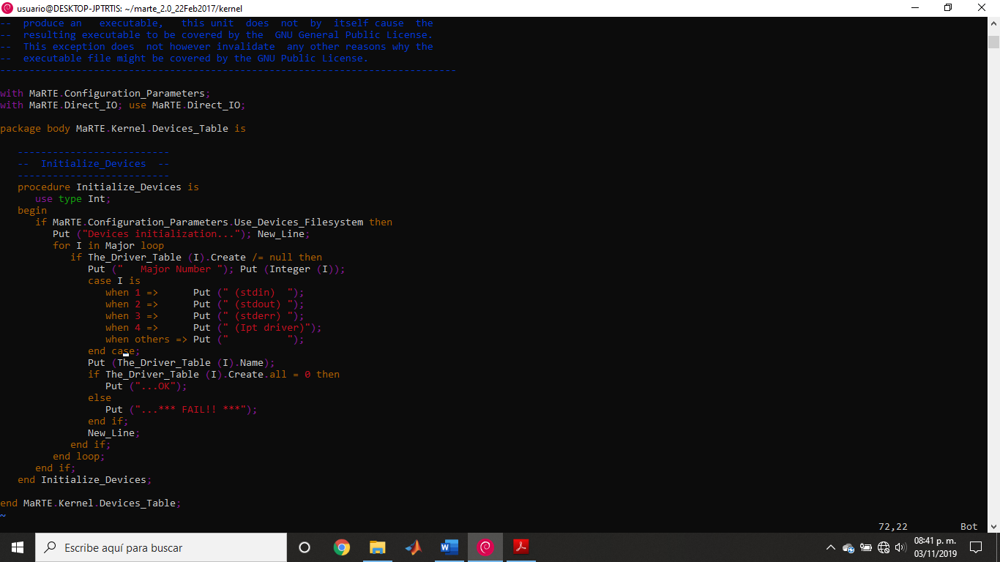 usuario@DESKTOP-JPTRTIS: ~/marte_2.0_22Feb2017/kernel
--  produce an   executable,   this unit  does  not  by  itself cause  the
--  resulting executable to be covered by the  GNU General Public License.
--  This exception does  not however invalidate  any other reasons why the
--  executable file might be covered by the GNU Public License.
------------------------------------------------------------------------------
with MaRTE.Configuration_Parameters;
with MaRTE.Direct_IO; use MaRTE.Direct_IO;
package body MaRTE.Kernel.Devices_Table is
   --------------------------
   --  Initialize_Devices  --
   --------------------------
   procedure Initialize_Devices is
      use type Int;
   begin
      if MaRTE.Configuration_Parameters.Use_Devices_Filesystem then
         Put ("Devices initialization..."); New_Line;
         for I in Major loop
            if The_Driver_Table (I).Create /= null then
               Put ("   Major Number "); Put (Integer (I));
               case I is
                  when 1 =>      Put (" (stdin)  ");
                  when 2 =>      Put (" (stdout) ");
                  when 3 =>      Put (" (stderr) ");
                  when 4 =>      Put (" (Ipt driver)");
                  when others => Put ("          ");
               end case;
               Put (The_Driver_Table (I).Name);
               if The_Driver_Table (I).Create.all = 0 then
                  Put ("...OK");
               else
                  Put ("...*** FAIL!! ***");
               end if;
               New_Line;
            end if;
         end loop;
      end if;
   end Initialize_Devices;
end MaRTE.Kernel.Devices_Table;
~
72,22         Bot
Escribe aquí para buscar
08:41 p. m.
03/11/2019